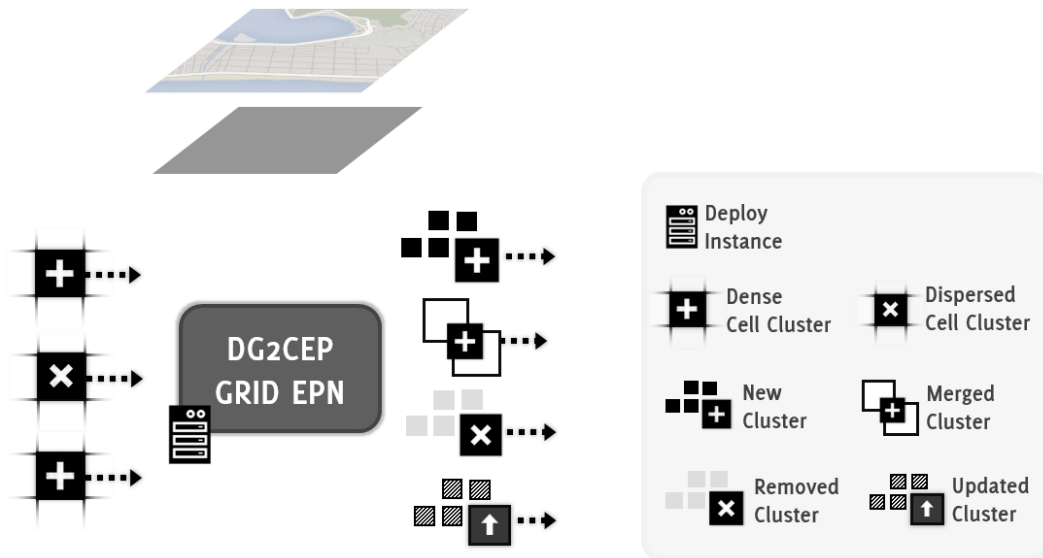 DG2CEP
GRID EPN
Deploy
Instance
Dense
Cell Cluster
Dispersed
Cell Cluster
New
Cluster
Merged
Cluster
Removed
Cluster
Updated
Cluster